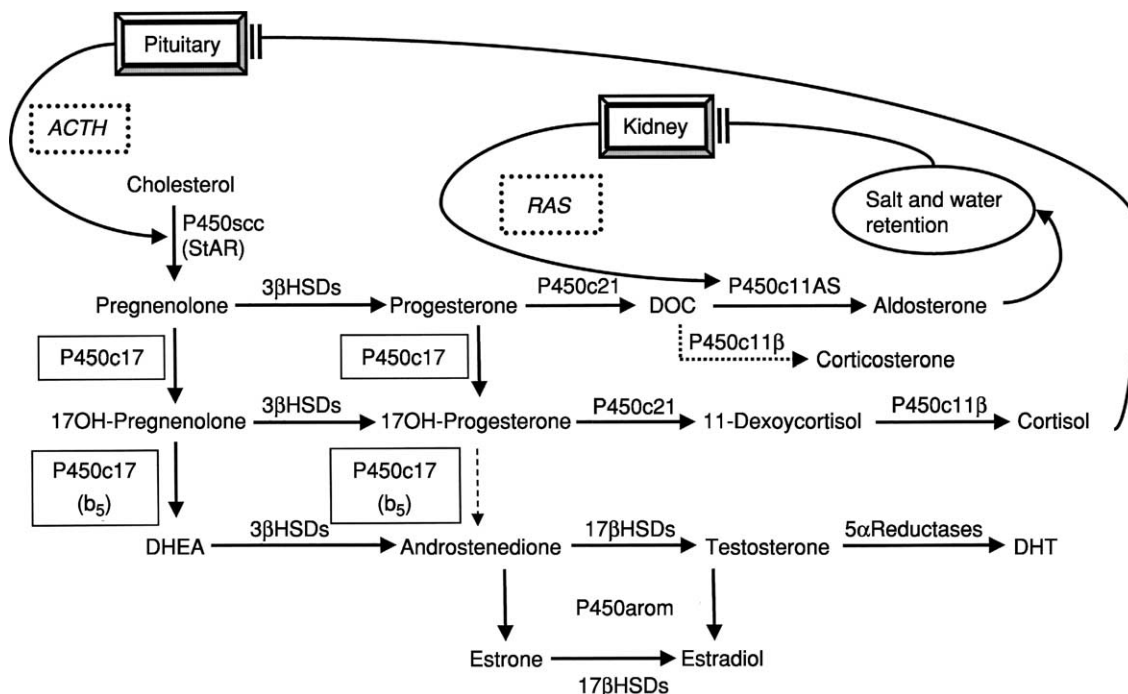 Pituitary
ACTH
Kidney
RAS
Salt and water
retention
Cholesterol
P450scc
(StAR)
Pregnenolone
3βHSDs
Progesterone
P450c21
DOC
P450c11AS
Aldosterone
P450c11β
Corticosterone
P450c17
P450c17
17OH-Pregnenolone
3βHSDs
17OH-Progesterone
P450c21
11-Dexoycortisol
P450c11β
Cortisol
P450c17
(b₅)
P450c17
(b₅)
DHEA
3βHSDs
Androstenedione
17βHSDs
Testosterone
5αReductases
DHT
P450arom
Estrone
Estradiol
17βHSDs